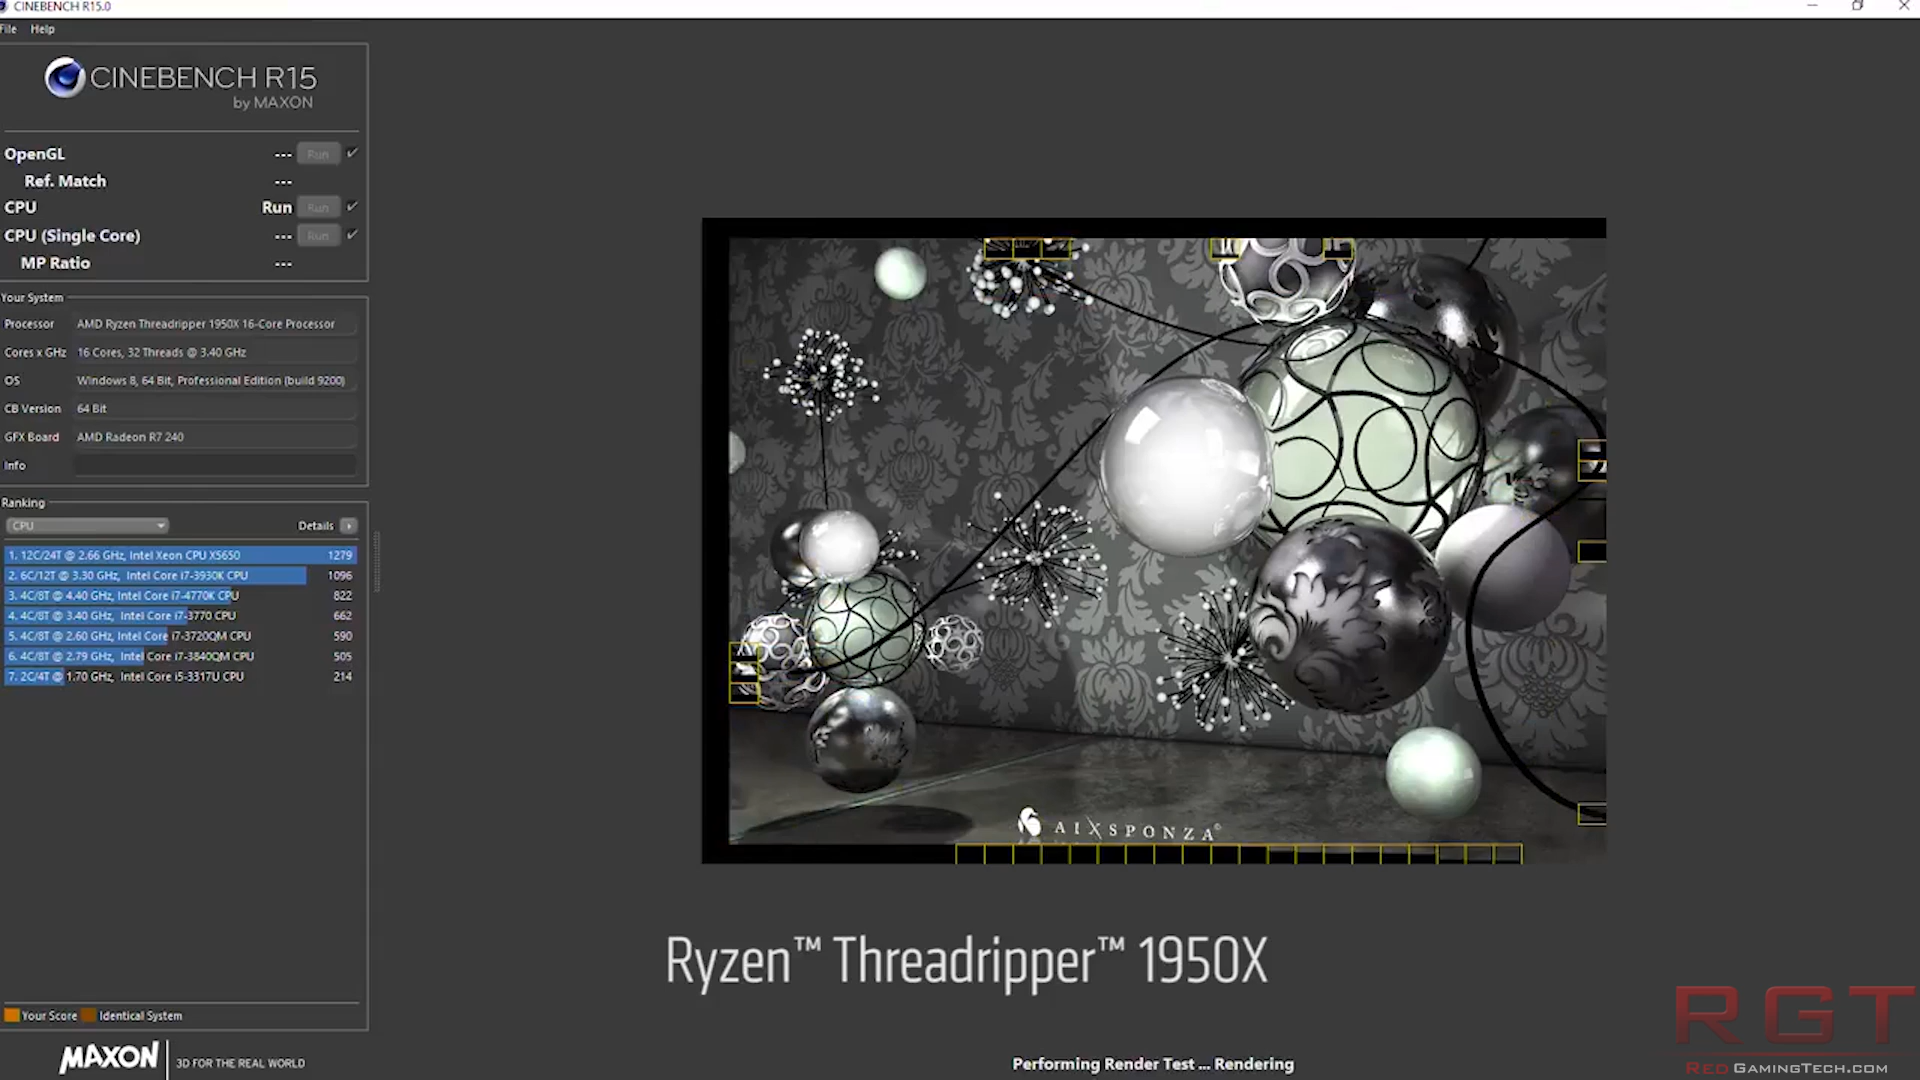 CINEBENCH R15.0
File Help
CINEBENCH R15
by MAXON
OpenGL --- Run
Ref. Match ---
CPU Run Run
CPU (Single Core) --- Run
MP Ratio ---
Your System
Processor AMD Ryzen Threadripper 1950X 16-Core Processor
Cores x GHz 16 Cores, 32 Threads @ 3.40 GHz
OS Windows 8, 64 Bit, Professional Edition (build 9200)
CB Version 64 Bit
GFX Board AMD Radeon R7 240
Info
Ranking
CPU Details
1. 12C/24T @ 2.66 GHz, Intel Xeon CPU X5650 1279
2. 6C/12T @ 3.30 GHz, Intel Core i7-3930K CPU 1096
3. 4C/8T @ 4.40 GHz, Intel Core i7-4770K CPU 822
4. 4C/8T @ 3.40 GHz, Intel Core i7-3770 CPU 662
5. 4C/8T @ 2.60 GHz, Intel Core i7-3720QM CPU 590
6. 4C/8T @ 2.79 GHz, Intel Core i7-3840QM CPU 505
7. 2C/4T @ 1.70 GHz, Intel Core i5-3317U CPU 214
AIXSPONZA©
Ryzen™ Threadripper™ 1950X
Your Score Identical System
MAXON 3D FOR THE REAL WORLD
Performing Render Test ... Rendering
RGT
REDGAMINGTECH.COM